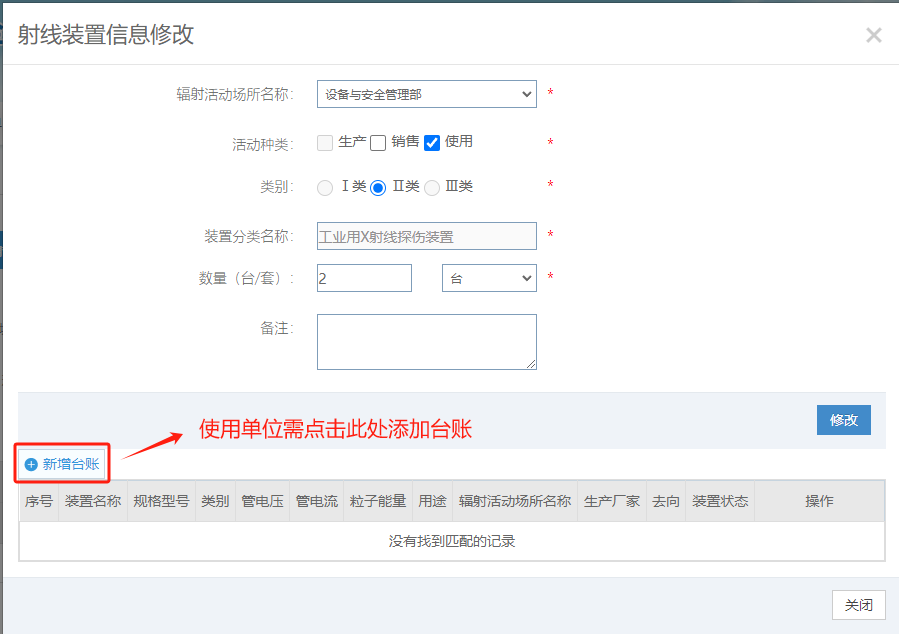 射线装置信息修改
辐射活动场所名称: 设备与安全管理部 *
活动种类: 生产 销售 使用 *
类别: Ⅰ类 Ⅱ类 Ⅲ类 *
装置分类名称: 工业用X射线探伤装置 *
数量（台/套）: 2 台 *
备注:
修改
使用单位需点击此处添加台账
新增台账
序号 装置名称 规格型号 类别 管电压 管电流 粒子能量 用途 辐射活动场所名称 生产厂家 去向 装置状态 操作
没有找到匹配的记录
关闭